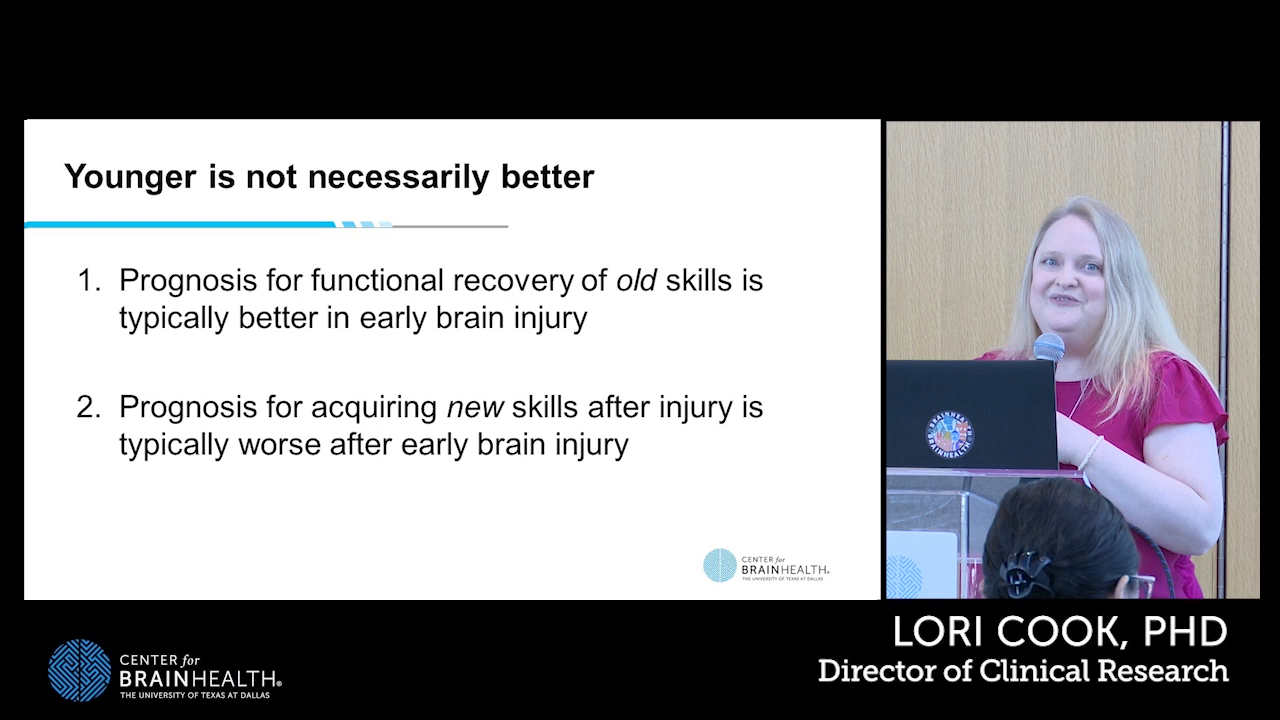 Younger is not necessarily better
1. Prognosis for functional recovery of old skills is
typically better in early brain injury
2. Prognosis for acquiring new skills after injury is
typically worse after early brain injury
CENTER for
BRAINHEALTH®
THE UNIVERSITY OF TEXAS AT DALLAS
LORI COOK, PHD
Director of Clinical Research
CENTER for
BRAINHEALTH®
THE UNIVERSITY OF TEXAS AT DALLAS